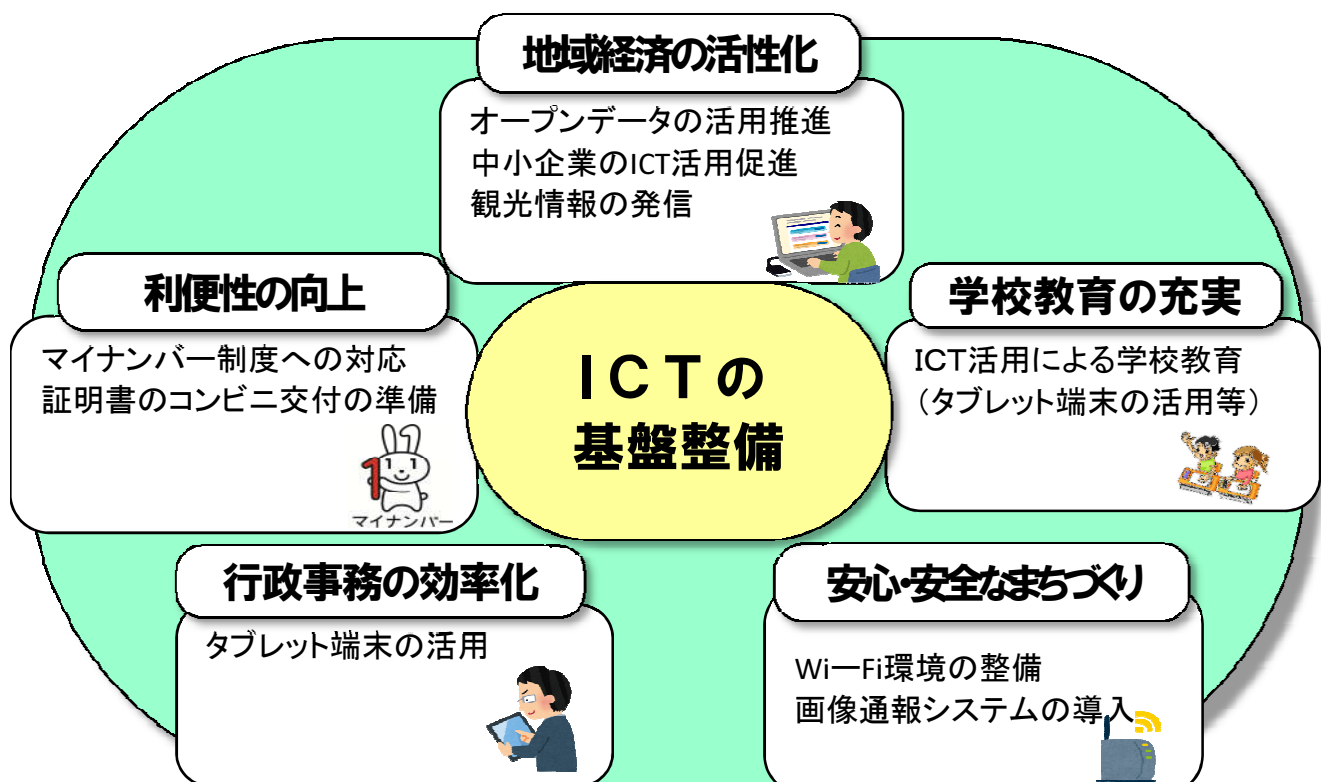 地域経済の活性化
オープンデータの活用推進
中小企業のICT活用促進
観光情報の発信
利便性の向上
マイナンバー制度への対応
証明書のコンビニ交付の準備
1
マイナンバー
ICTの
基盤整備
学校教育の充実
ICT活用による学校教育
（タブレット端末の活用等）
行政事務の効率化
タブレット端末の活用
安心・安全なまちづくり
Wi－Fi環境の整備
画像通報システムの導入